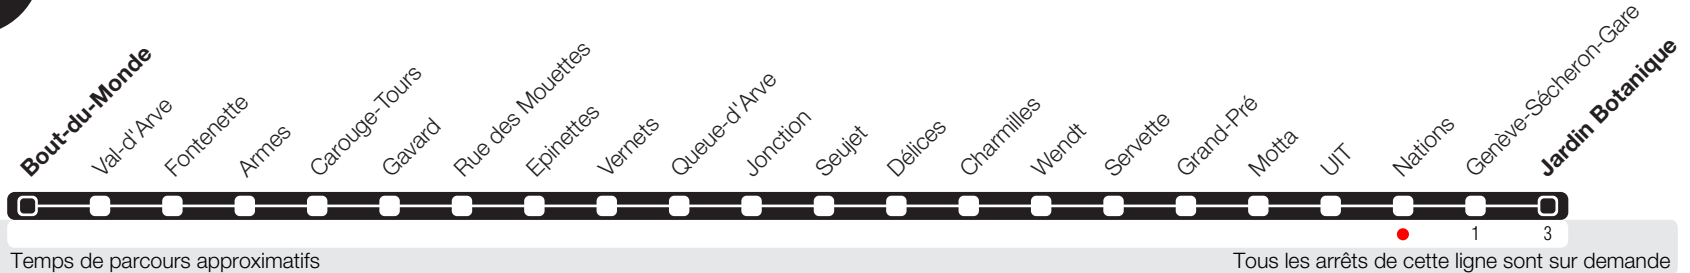 Bout-du-Monde
Val-d'Arve
Fontenette
Armes
Carouge-Tours
Gavard
Rue des Mouettes
Epinettes
Vernets
Queue-d'Arve
Jonction
Seujet
Délices
Charmilles
Wendt
Servette
Grand-Pré
Motta
UIT
Nations
Genève-Sécheron-Gare
Jardin Botanique
1 3
Temps de parcours approximatifs
Tous les arrêts de cette ligne sont sur demande